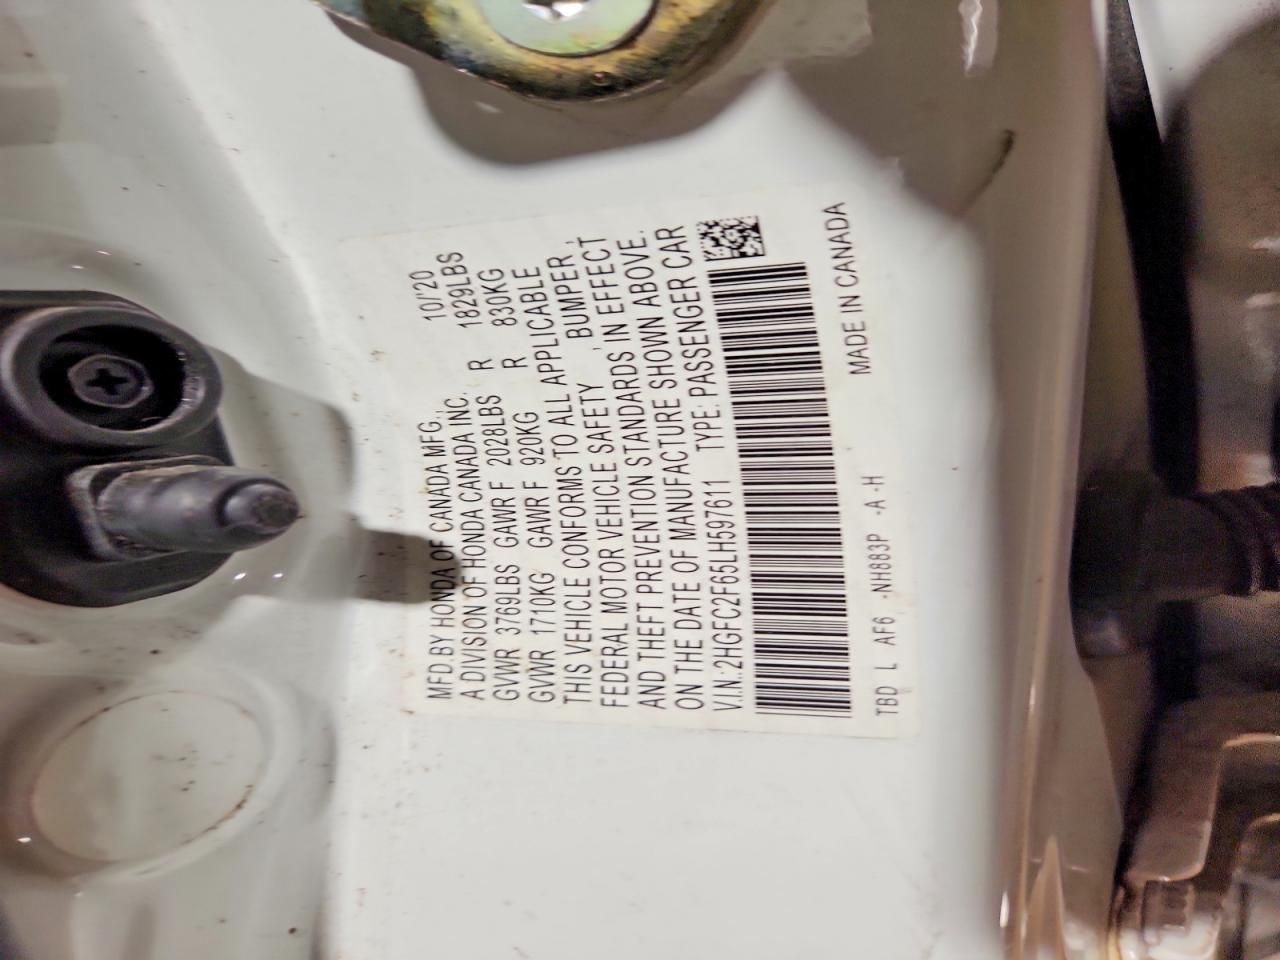 MFD.BY HONDA OF CANADA MFG., 10/'20
A DIVISION OF HONDA CANADA INC.
GVWR 3769LBS GAWR F 2028LBS R 1829LBS
GVWR 1710KG GAWR F 920KG R 830KG
THIS VEHICLE CONFORMS TO ALL APPLICABLE
FEDERAL MOTOR VEHICLE SAFETY , BUMPER ,
AND THEFT PREVENTION STANDARDS IN EFFECT
ON THE DATE OF MANUFACTURE SHOWN ABOVE.
V.I.N.:2HGFC2F65LH597611 TYPE: PASSENGER CAR
TBD L AF6 -NH883P -A -H MADE IN CANADA